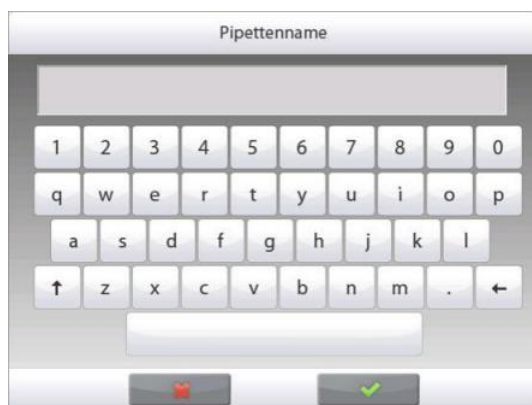 Pipettenname
1 2 3 4 5 6 7 8 9 0
q w e r t y u i o p
a s d f g h j k l
↑ z x c v b n m . ←